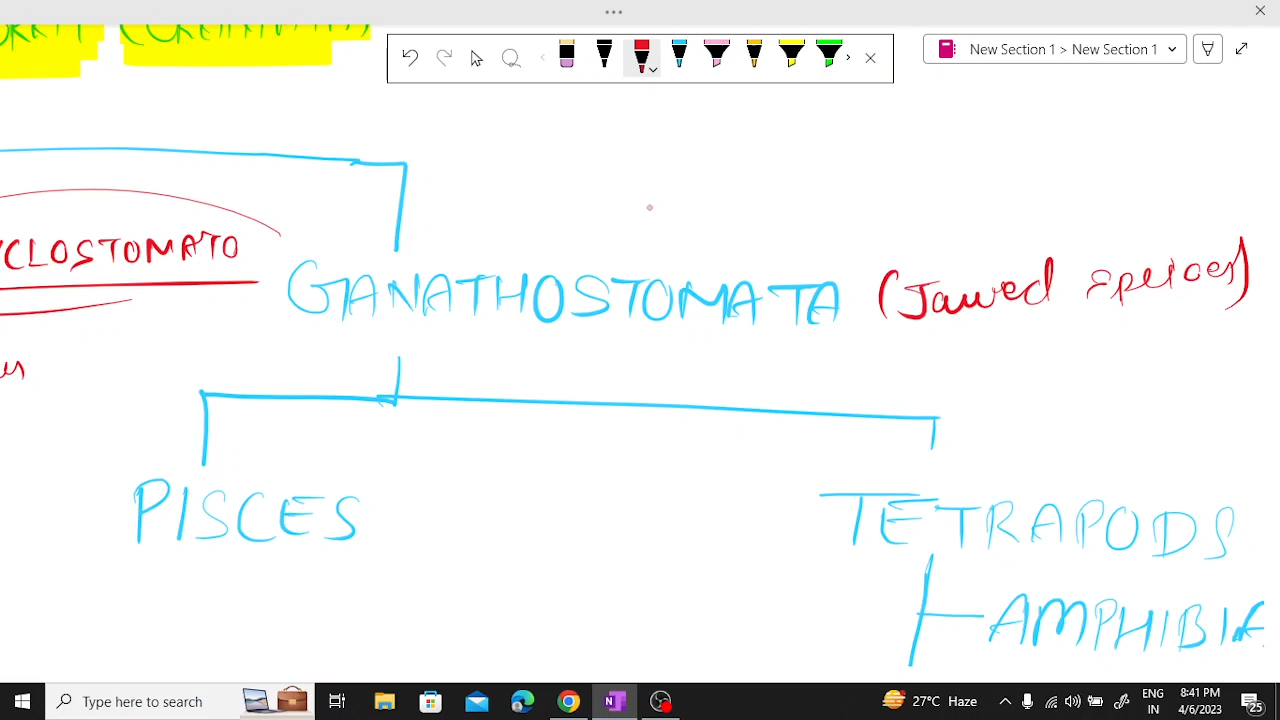 New Section 1 > New Section 1
CLOSTOMATO
GANATHOSTOMATA (Jawed species)
PISCES
TETRAPODS
AMPHIBIA
Type here to search
27°C Haze
ENG
IN
8:41 PM
4/6/2023
25